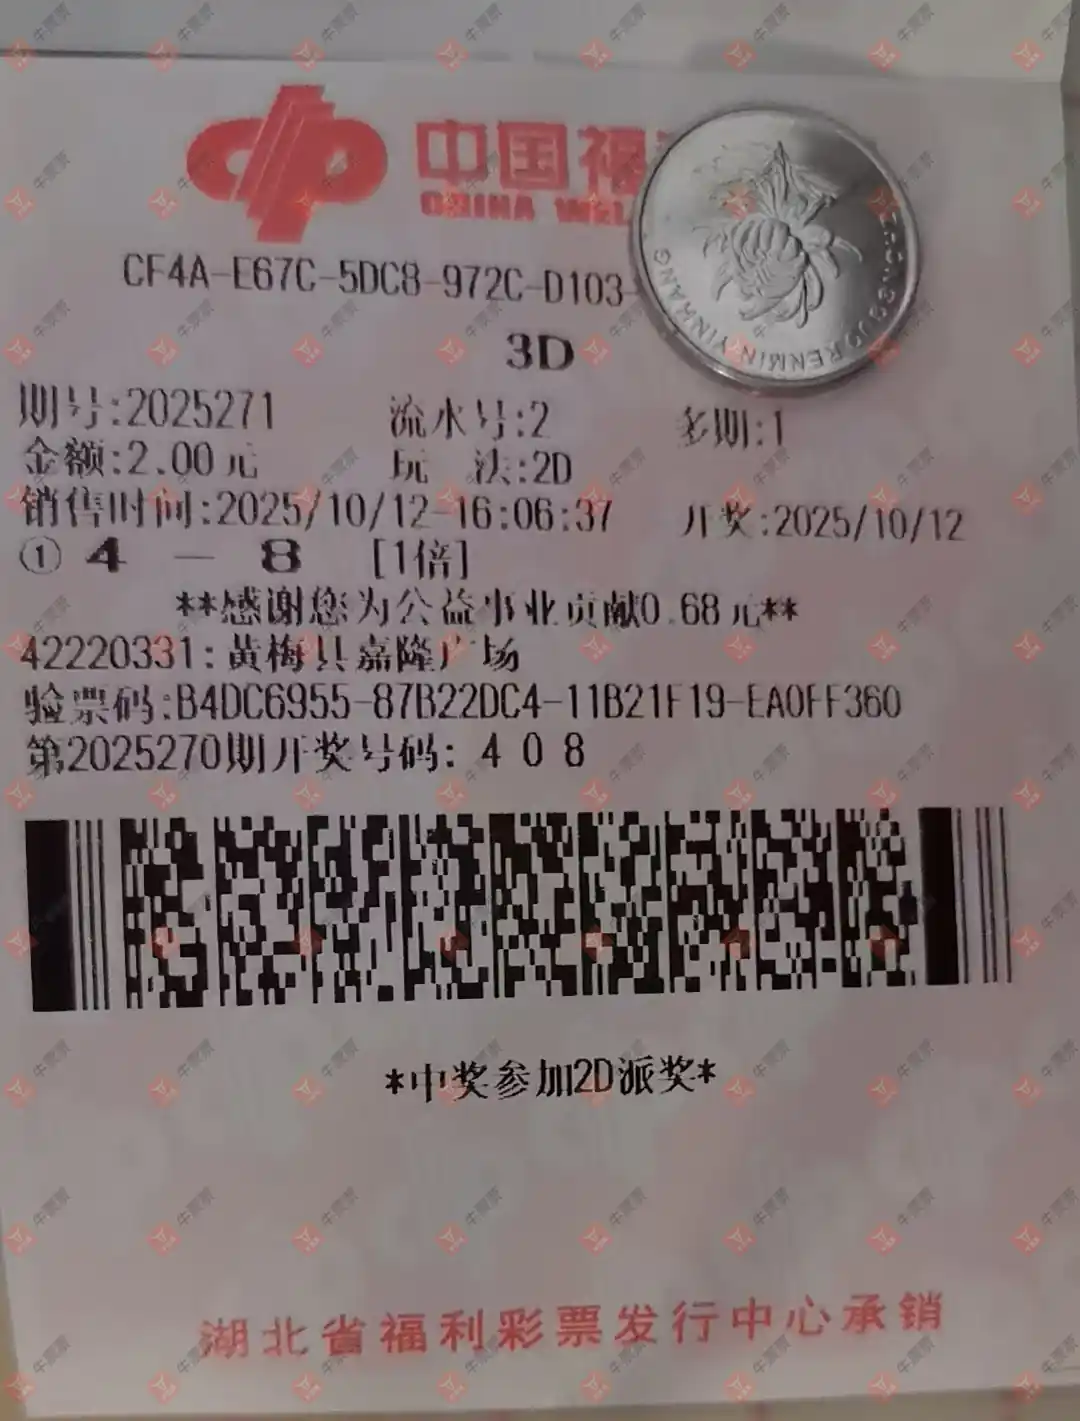 中国福
CHINA WEL
CF4A-E67C-5DC8-972C-D103-
YINHANG
RENMIN
3D
期号:2025271 流水号:2 多期:1
金额:2.00元 玩 法:2D
销售时间:2025/10/12-16:06:37 开奖:2025/10/12
① 4 — 8 [1倍]
**感谢您为公益事业贡献0.68元**
42220331:黄梅县嘉隆广场
验票码:B4DC6955-87B22DC4-11B21F19-EA0FF360
第2025270期开奖号码: 4 0 8
*中奖参加2D派奖*
湖北省福利彩票发行中心承销
牛票票